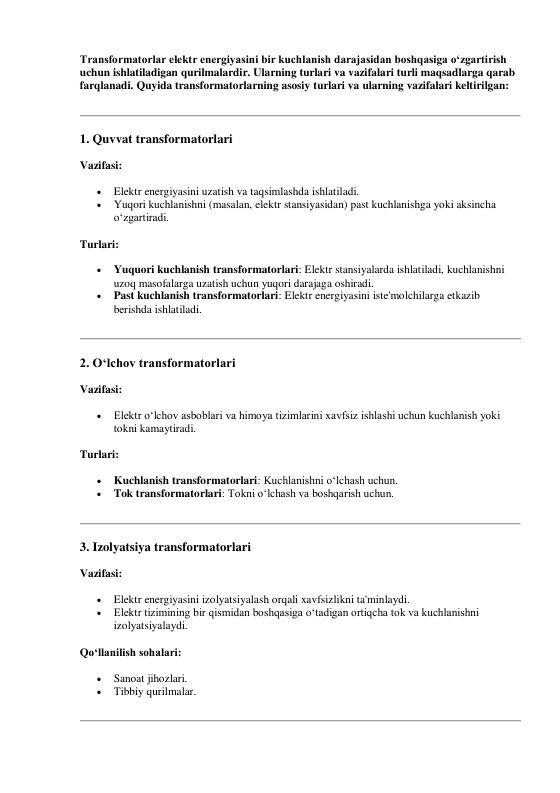 Transformatorlar elektr energiyasini bir kuchlanish darajasidan boshqasiga o‘zgartirish
uchun ishlatiladigan qurilmalardir. Ularning turlari va vazifalari turli maqsadlarga qarab
farqlanadi. Quyida transformatorlarning asosiy turlari va ularning vazifalari keltirilgan:
1. Quvvat transformatorlari
Vazifasi:
• Elektr energiyasini uzatish va taqsimlashda ishlatiladi.
• Yuqori kuchlanishni (masalan, elektr stansiyasidan) past kuchlanishga yoki aksincha
o‘zgartiradi.
Turlari:
• Yuquori kuchlanish transformatorlari: Elektr stansiyalarda ishlatiladi, kuchlanishni
uzoq masofalarga uzatish uchun yuqori darajaga oshiradi.
• Past kuchlanish transformatorlari: Elektr energiyasini iste'molchilarga etkazib
berishda ishlatiladi.
2. O‘lchov transformatorlari
Vazifasi:
• Elektr o‘lchov asboblari va himoya tizimlarini xavfsiz ishlashi uchun kuchlanish yoki
tokni kamaytiradi.
Turlari:
• Kuchlanish transformatorlari: Kuchlanishni o‘lchash uchun.
• Tok transformatorlari: Tokni o‘lchash va boshqarish uchun.
3. Izolyatsiya transformatorlari
Vazifasi:
• Elektr energiyasini izolyatsiyalash orqali xavfsizlikni ta'minlaydi.
• Elektr tizimining bir qismidan boshqasiga o‘tadigan ortiqcha tok va kuchlanishni
izolyatsiyalaydi.
Qo‘llanilish sohalari:
• Sanoat jihozlari.
• Tibbiy qurilmalar.